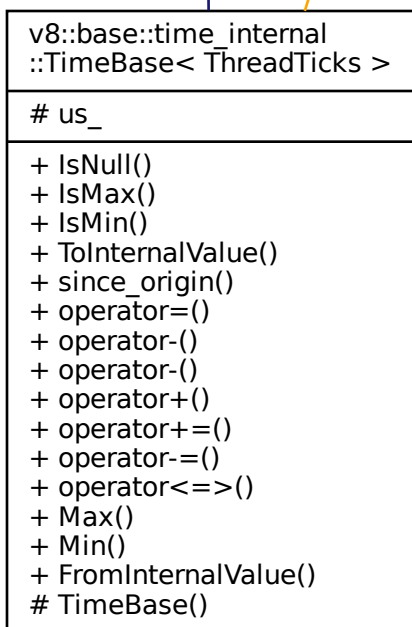 v8::base::time_internal
::TimeBase< ThreadTicks >
# us_
+ IsNull()
+ IsMax()
+ IsMin()
+ ToInternalValue()
+ since_origin()
+ operator=()
+ operator-()
+ operator-()
+ operator+()
+ operator+=()
+ operator-=()
+ operator<=>()
+ Max()
+ Min()
+ FromInternalValue()
# TimeBase()